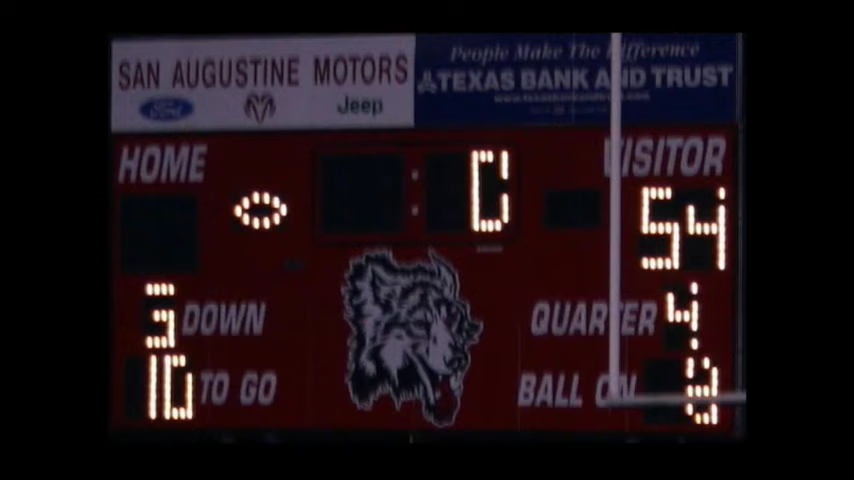 SAN AUGUSTINE MOTORS
Ford
Jeep
People Make The Difference
TEXAS BANK AND TRUST
HOME
VISITOR
54
3 DOWN
QUARTER 4
10 TO GO
BALL ON